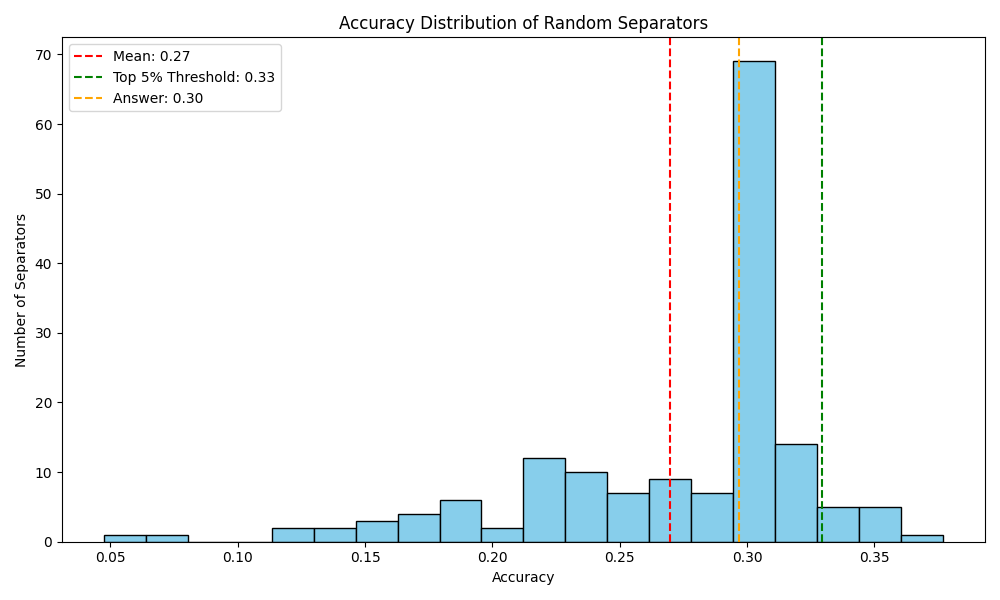 Accuracy Distribution of Random Separators
Mean: 0.27
Top 5% Threshold: 0.33
Answer: 0.30
Number of Separators
70
60
50
40
30
20
10
0
0.05 0.10 0.15 0.20 0.25 0.30 0.35
Accuracy